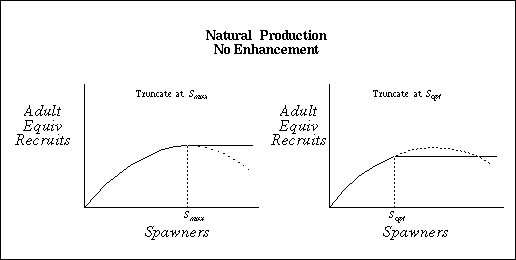 Natural Production
No Enhancement
Truncate at Smax
Adult
Equiv
Recruits
Smax
Spawners
Truncate at Sopt
Adult
Equiv
Recruits
Sopt
Spawners